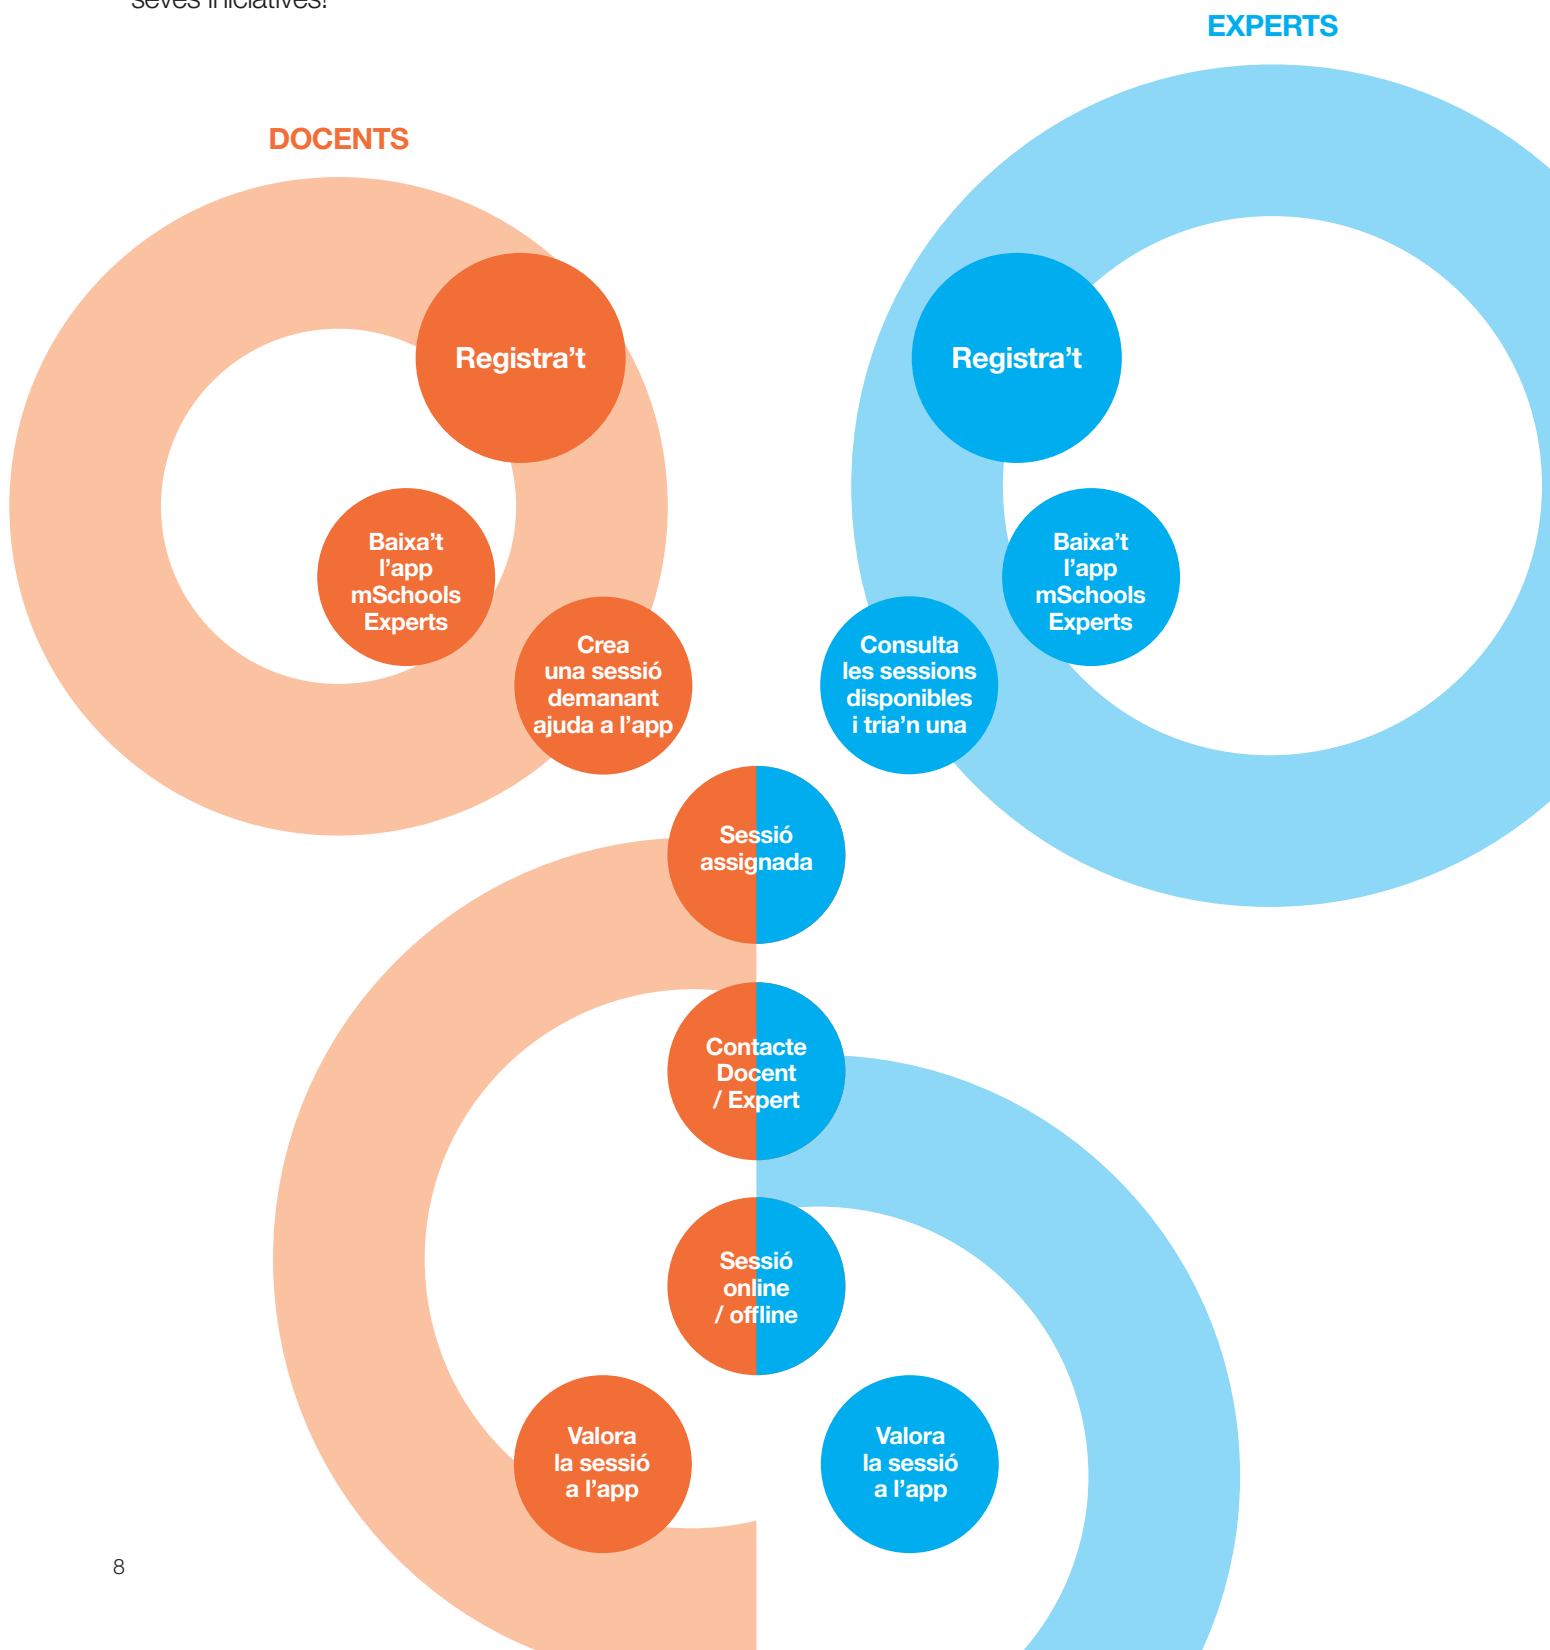 seves iniciatives!
EXPERTS
DOCENTS
Registra’t
Registra’t
Baixa’t
l’app
mSchools
Experts
Baixa’t
l’app
mSchools
Experts
Crea
una sessió
demanant
ajuda a l’app
Consulta
les sessions
disponibles
i tria’n una
Sessió
assignada
Contacte
Docent
/ Expert
Sessió
online
/ offline
Valora
la sessió
a l’app
Valora
la sessió
a l’app
8